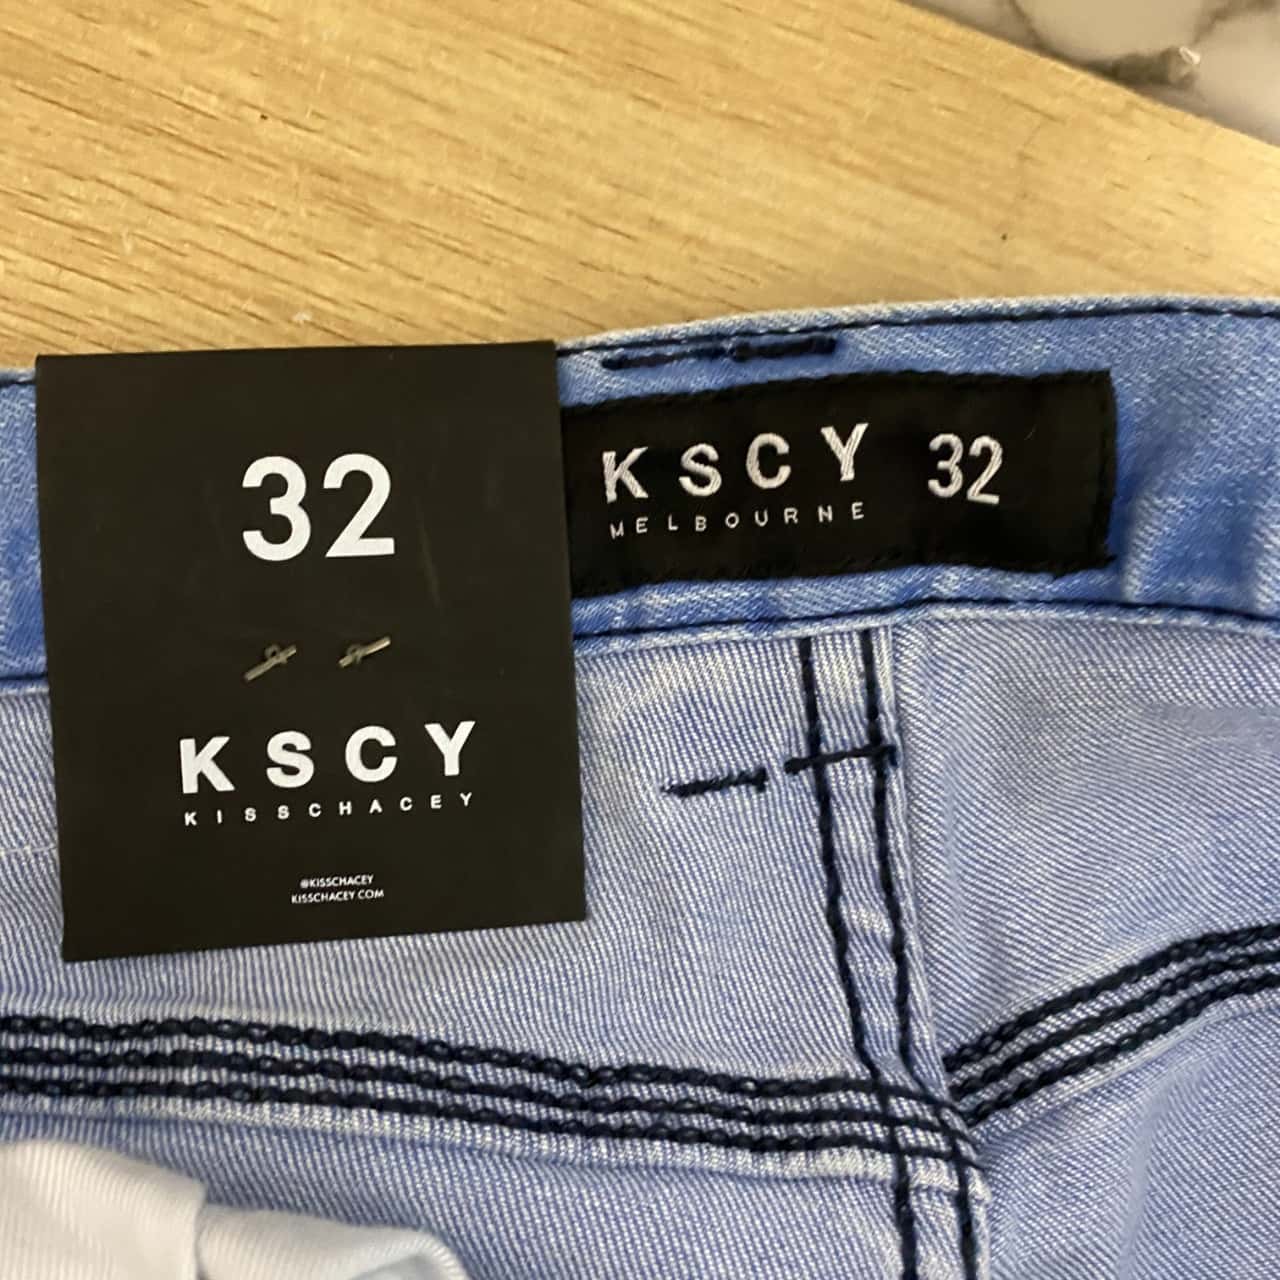 32
KSCY
KISSCHACEY
@KISSCHACEY
KISSCHACEY.COM
KSCY 32
MELBOURNE